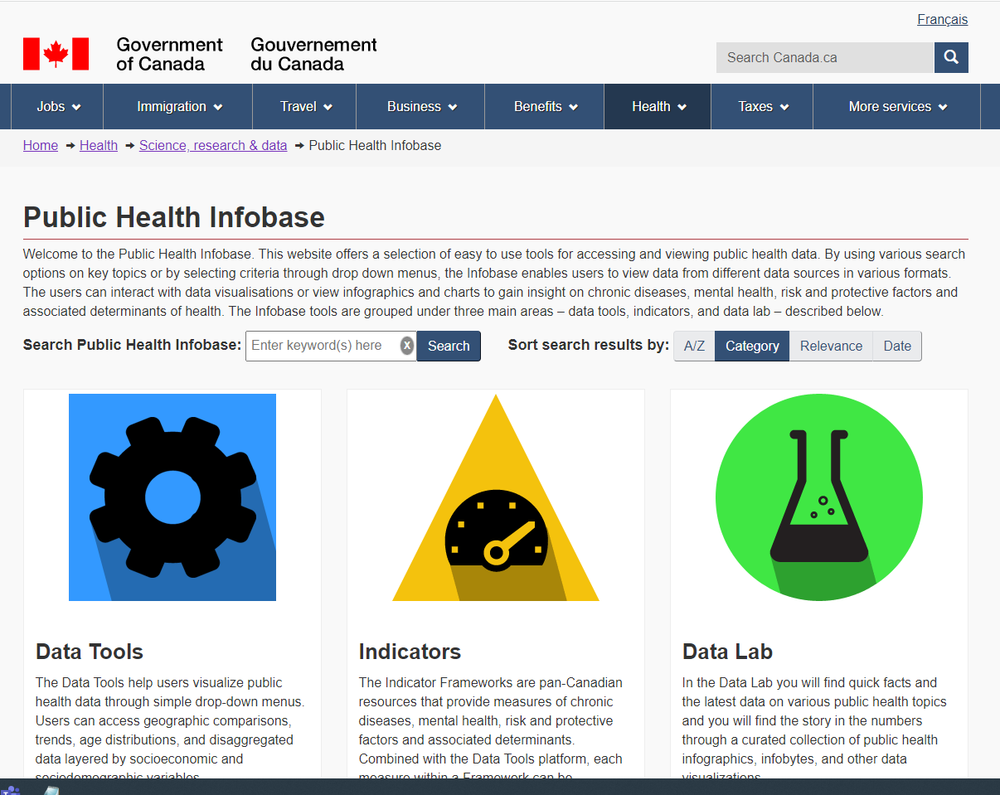 Français
Government
of Canada
Gouvernement
du Canada
Search Canada.ca
Jobs
Immigration
Travel
Business
Benefits
Health
Taxes
More services
Home → Health → Science, research & data → Public Health Infobase
Public Health Infobase
Welcome to the Public Health Infobase. This website offers a selection of easy to use tools for accessing and viewing public health data. By using various search
options on key topics or by selecting criteria through drop down menus, the Infobase enables users to view data from different data sources in various formats.
The users can interact with data visualisations or view infographics and charts to gain insight on chronic diseases, mental health, risk and protective factors and
associated determinants of health. The Infobase tools are grouped under three main areas – data tools, indicators, and data lab – described below.
Search Public Health Infobase: Enter keyword(s) here X Search
Sort search results by: A/Z Category Relevance Date
Data Tools
The Data Tools help users visualize public
health data through simple drop-down menus.
Users can access geographic comparisons,
trends, age distributions, and disaggregated
data layered by socioeconomic and
sociodemographic variables.
Indicators
The Indicator Frameworks are pan-Canadian
resources that provide measures of chronic
diseases, mental health, risk and protective
factors and associated determinants.
Combined with the Data Tools platform, each
measure within a Framework can be
Data Lab
In the Data Lab you will find quick facts and
the latest data on various public health topics
and you will find the story in the numbers
through a curated collection of public health
infographics, infobytes, and other data
visualizations.